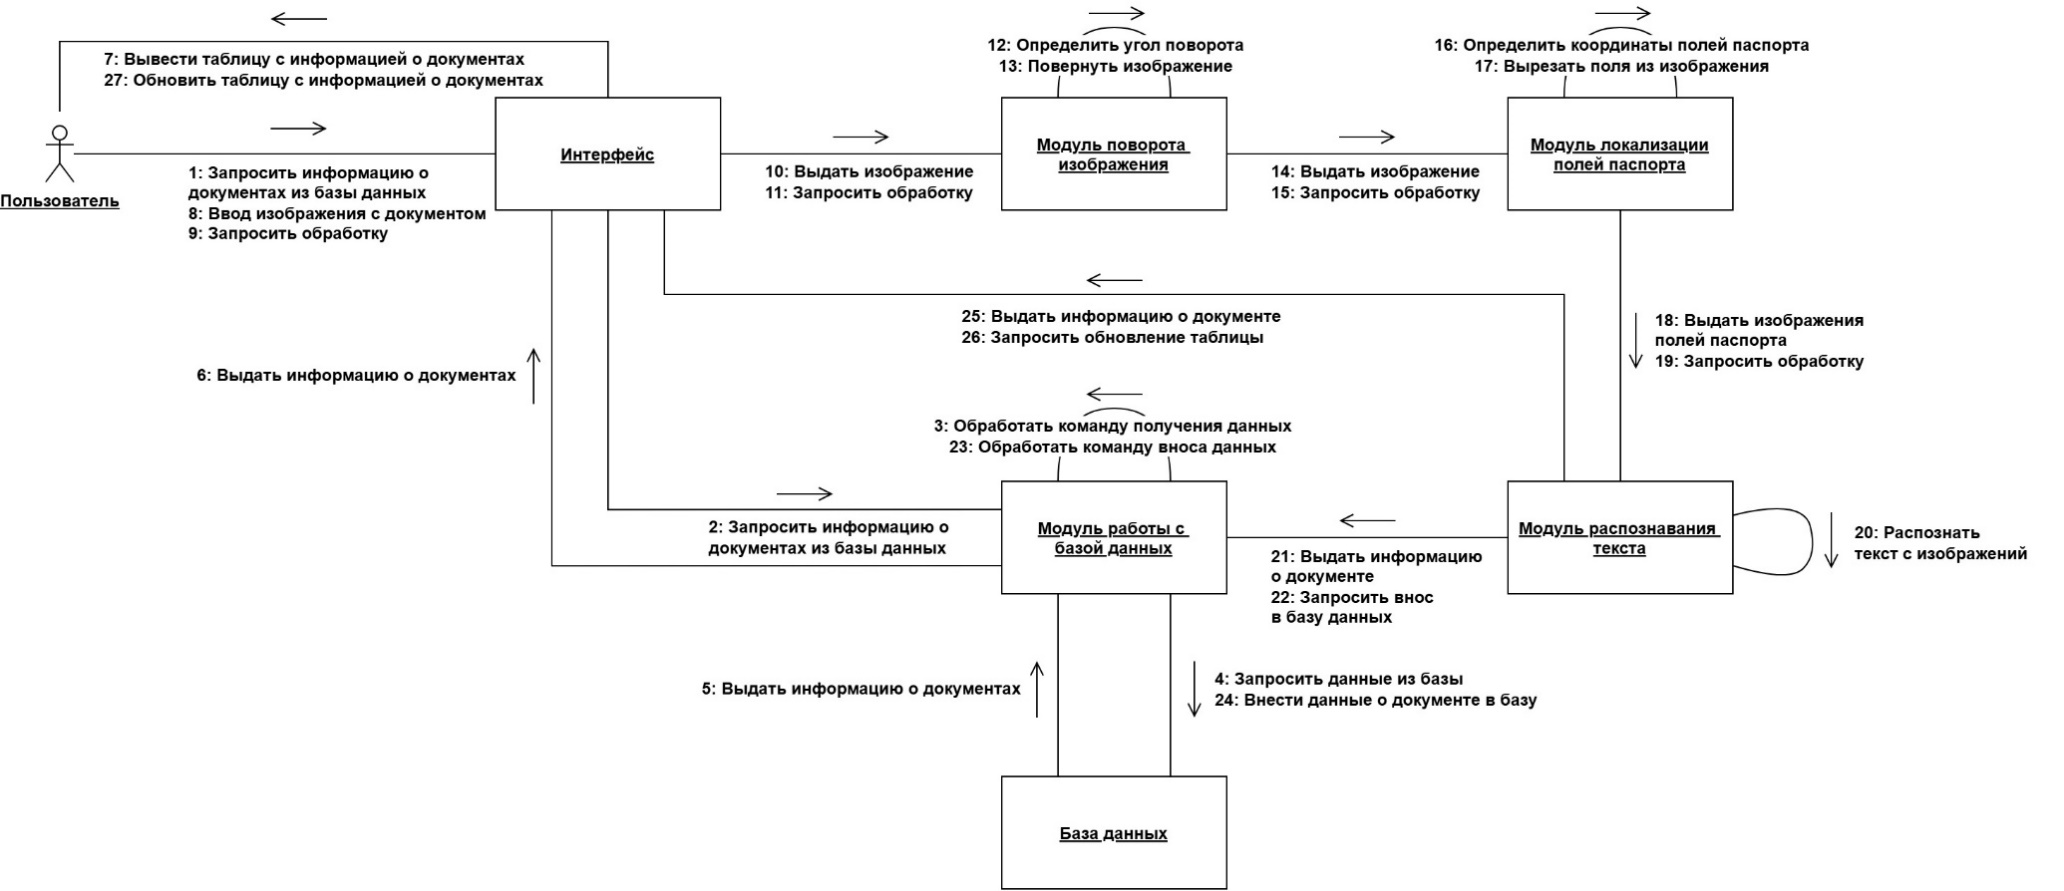 7: Вывести таблицу с информацией о документах
27: Обновить таблицу с информацией о документах
12: Определить угол поворота
13: Повернуть изображение
16: Определить координаты полей паспорта
17: Вырезать поля из изображения
Пользователь
Интерфейс
Модуль поворота
изображения
Модуль локализации
полей паспорта
1: Запросить информацию о
документах из базы данных
8: Ввод изображения с документом
9: Запросить обработку
10: Выдать изображение
11: Запросить обработку
14: Выдать изображение
15: Запросить обработку
25: Выдать информацию о документе
26: Запросить обновление таблицы
18: Выдать изображения
полей паспорта
19: Запросить обработку
6: Выдать информацию о документах
3: Обработать команду получения данных
23: Обработать команду вноса данных
2: Запросить информацию о
документах из базы данных
Модуль работы с
базой данных
21: Выдать информацию
о документе
22: Запросить внос
в базу данных
Модуль распознавания
текста
20: Распознать
текст с изображений
5: Выдать информацию о документах
4: Запросить данные из базы
24: Внести данные о документе в базу
База данных